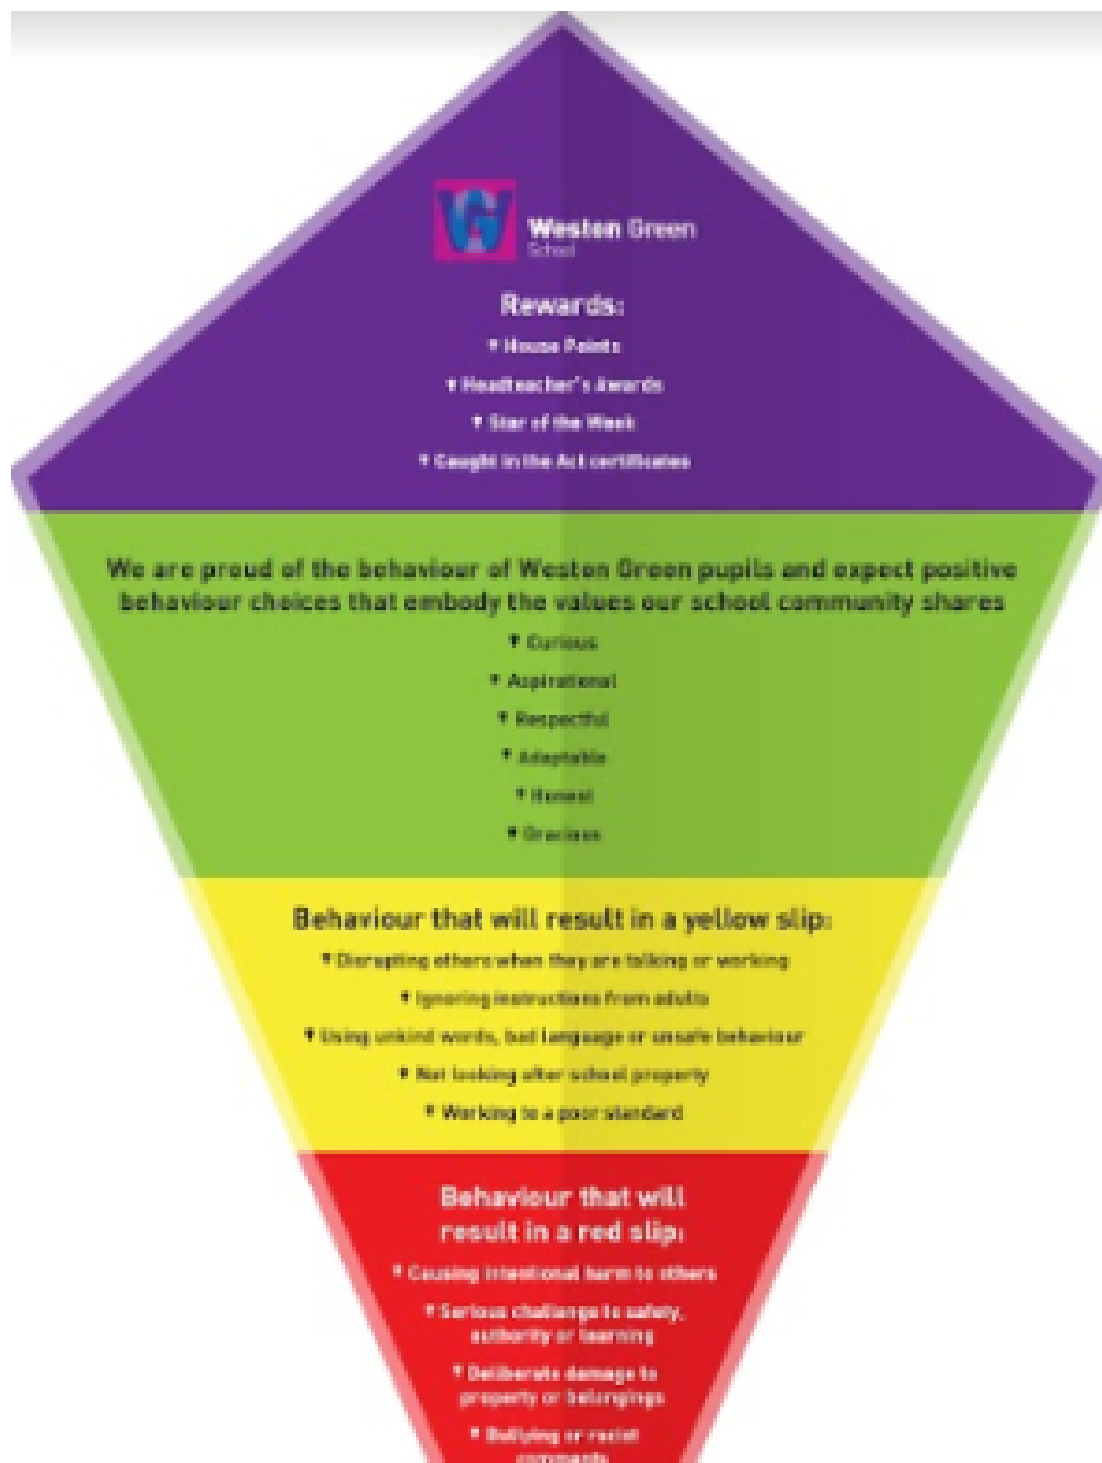 WG
Weston Green
School
Rewards:
House Points
Headteacher's Awards
Star of the Week
Caught in the Act certificates
We are proud of the behaviour of Weston Green pupils and expect positive
behaviour choices that embody the values our school community shares
Curious
Aspirational
Respectful
Adaptable
Honest
Gracious
Behaviour that will result in a yellow slip:
Disrupting others when they are talking or working
Ignoring instructions from adults
Using unkind words, bad language or unsafe behaviour
Not looking after school property
Working to a poor standard
Behaviour that will
result in a red slip:
Causing intentional harm to others
Serious challenge to safety,
authority or learning
Deliberate damage to
property or belongings
Bullying or racist
comments